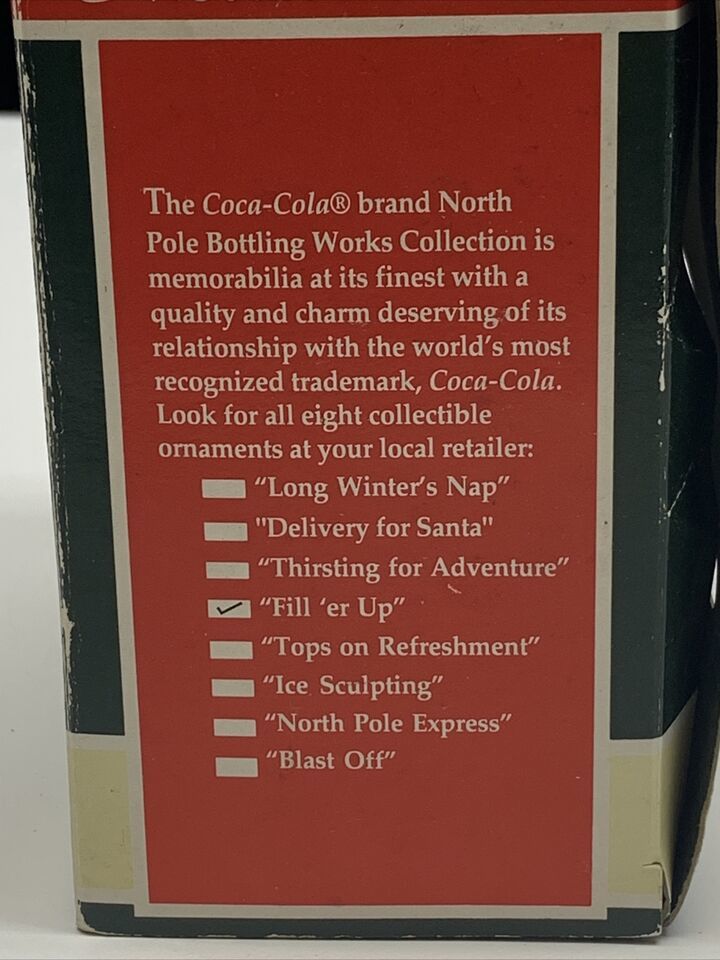 The Coca-Cola® brand North
Pole Bottling Works Collection is
memorabilia at its finest with a
quality and charm deserving of its
relationship with the world's most
recognized trademark, Coca-Cola.
Look for all eight collectible
ornaments at your local retailer:
“Long Winter's Nap”
"Delivery for Santa"
“Thirsting for Adventure”
“Fill ‘er Up”
“Tops on Refreshment”
“Ice Sculpting”
“North Pole Express”
“Blast Off”